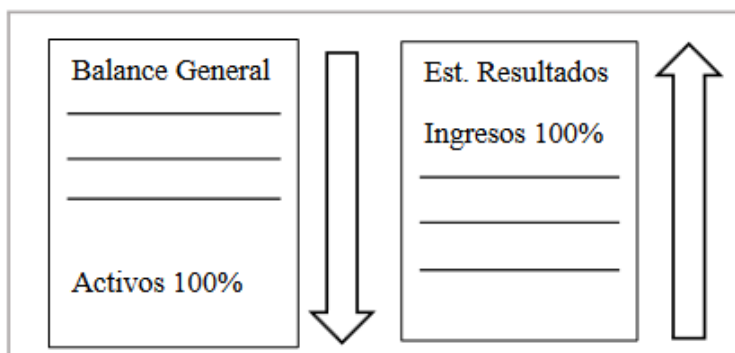 Balance General
Activos 100%
Est. Resultados
Ingresos 100%